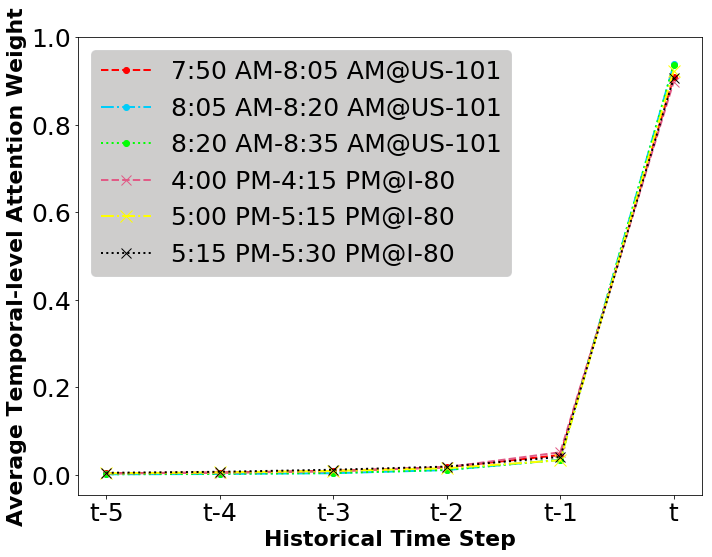 Average Temporal-level Attention Weight
1.0
0.8
0.6
0.4
0.2
0.0
7:50 AM-8:05 AM@US-101
8:05 AM-8:20 AM@US-101
8:20 AM-8:35 AM@US-101
4:00 PM-4:15 PM@I-80
5:00 PM-5:15 PM@I-80
5:15 PM-5:30 PM@I-80
t-5 t-4 t-3 t-2 t-1 t
Historical Time Step